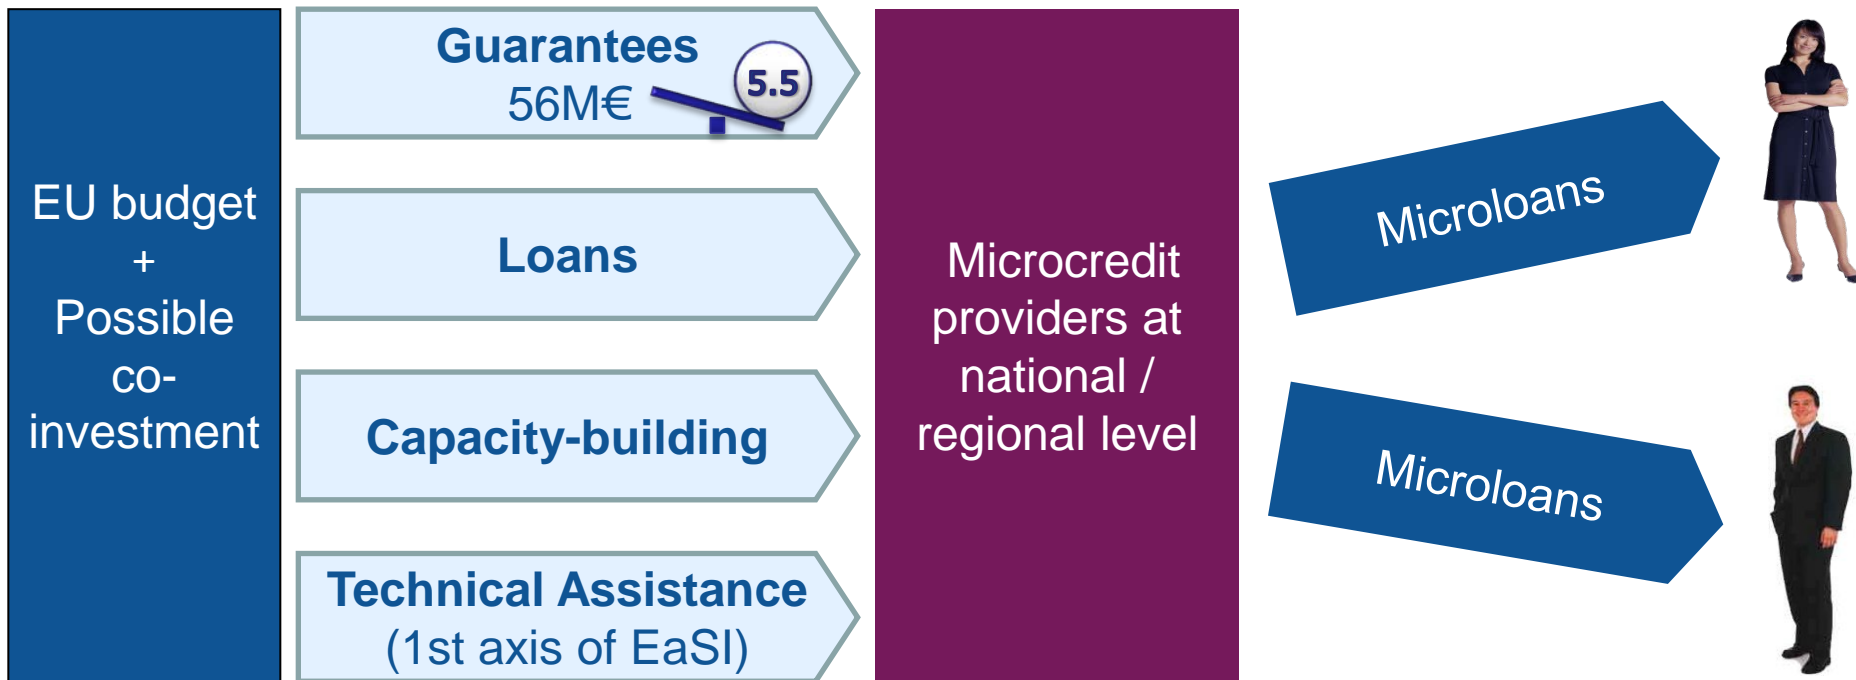 EU budget
+
Possible
co-
investment
Guarantees
56M€
5.5
Loans
Capacity-building
Technical Assistance
(1st axis of EaSI)
Microcredit
providers at
national /
regional level
Microloans
Microloans